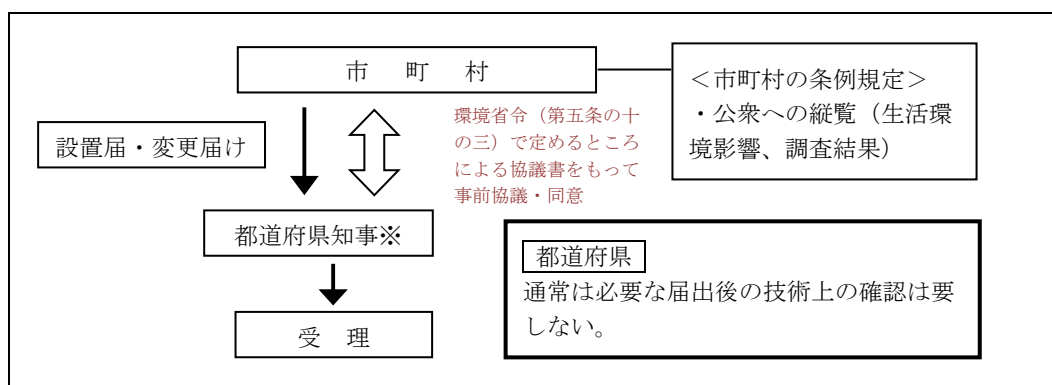 市 町 村
＜市町村の条例規定＞
・公衆への縦覧（生活環
境影響、調査結果）
環境省令（第五条の十
の三）で定めるところ
による協議書をもって
事前協議・同意
設置届・変更届け
都道府県知事※
都道府県
通常は必要な届出後の技術上の確認は要
しない。
受 理